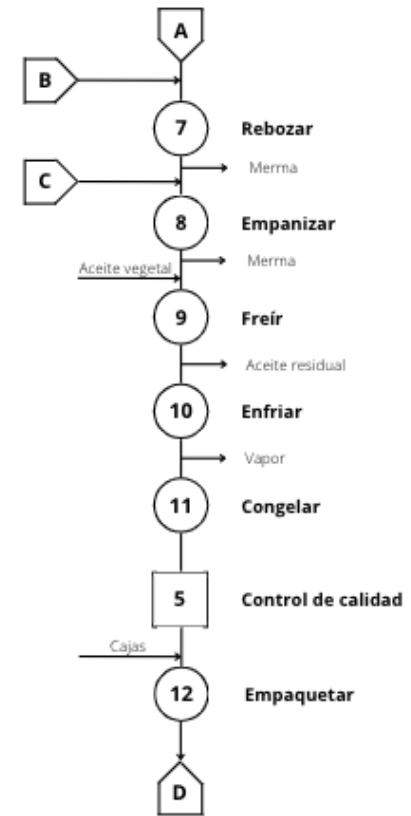 A
B
7 Rebozar
Merma
C
8 Empanizar
Merma
Aceite vegetal
9 Freír
Aceite residual
10 Enfriar
Vapor
11 Congelar
5 Control de calidad
Cajas
12 Empaquetar
D